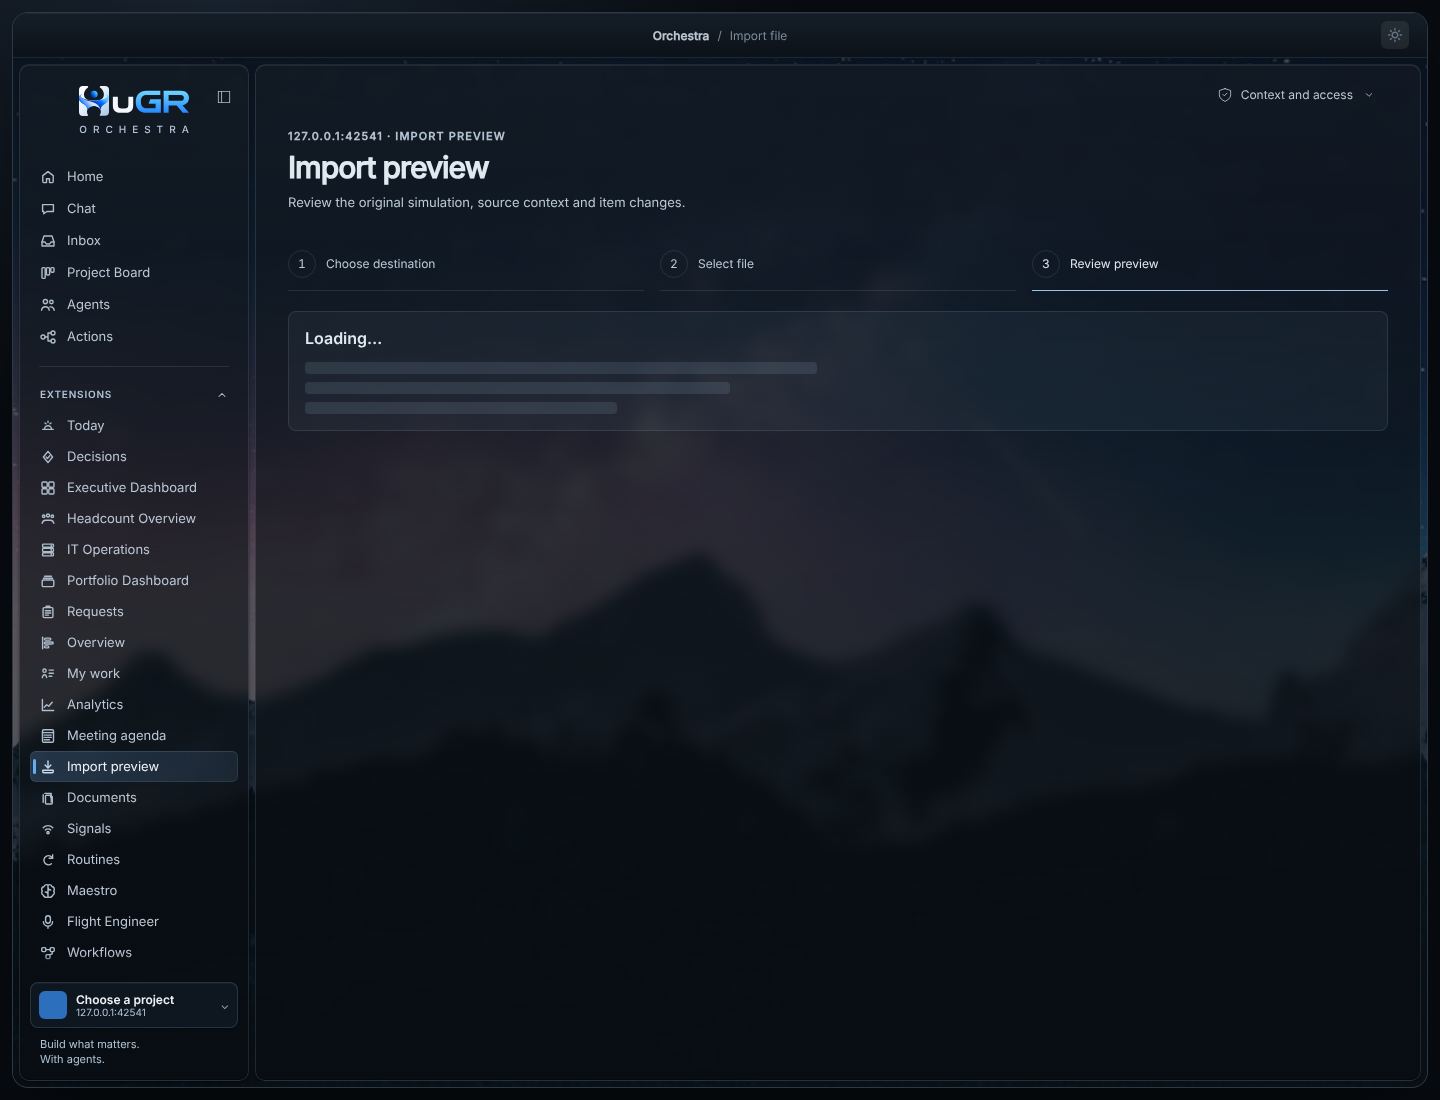 Orchestra / Import file
HuGR
ORCHESTRA
Home
Chat
Inbox
Project Board
Agents
Actions
EXTENSIONS
Today
Decisions
Executive Dashboard
Headcount Overview
IT Operations
Portfolio Dashboard
Requests
Overview
My work
Analytics
Meeting agenda
Import preview
Documents
Signals
Routines
Maestro
Flight Engineer
Workflows
Choose a project
127.0.0.1:42541
Build what matters.
With agents.
Context and access
127.0.0.1:42541 · IMPORT PREVIEW
Import preview
Review the original simulation, source context and item changes.
1 Choose destination
2 Select file
3 Review preview
Loading...